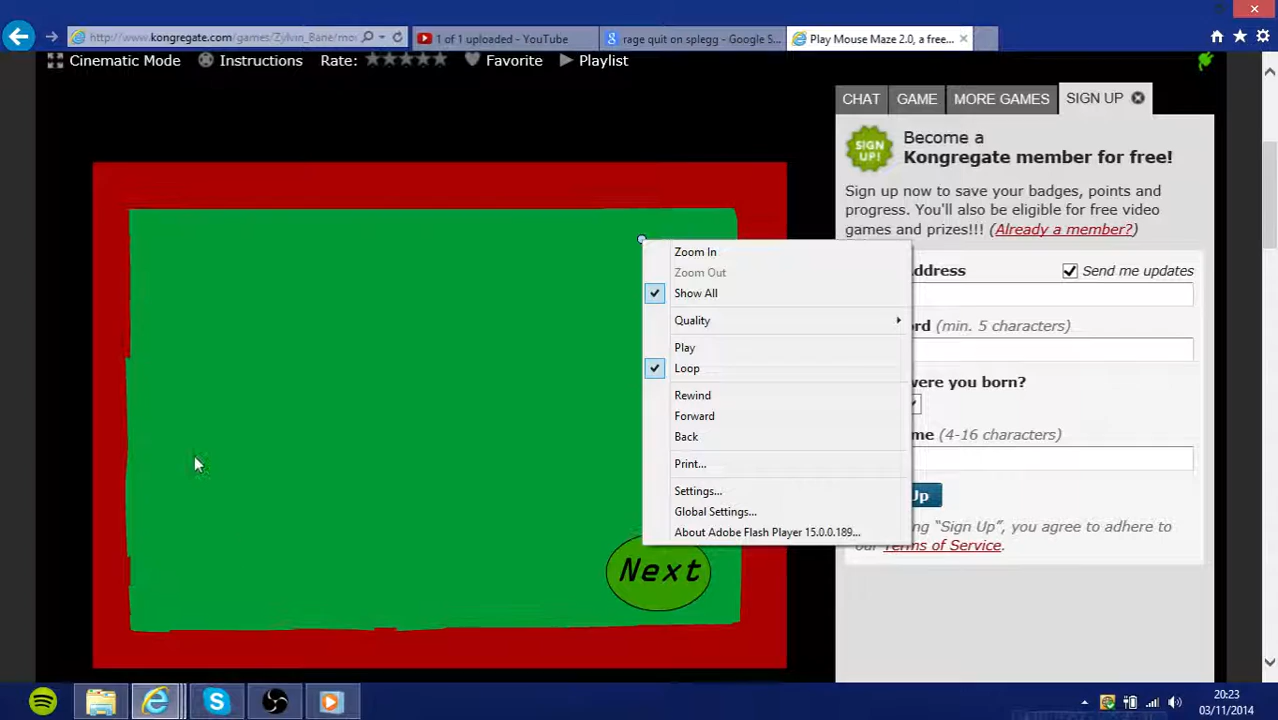 http://www.kongregate.com/games/Zylvin_Bane/mo
1 of 1 uploaded - YouTube
rage quit on splegg - Google S...
Play Mouse Maze 2.0, a free...
Cinematic Mode
Instructions
Rate:
Favorite
Playlist
CHAT
GAME
MORE GAMES
SIGN UP
SIGN UP!
Become a
Kongregate member for free!
Sign up now to save your badges, points and
progress. You'll also be eligible for free video
games and prizes!!! (Already a member?)
Address
Send me updates
(min. 5 characters)
were you born?
(4-16 characters)
Up
"Sign Up", you agree to adhere to
our Terms of Service.
Zoom In
Zoom Out
Show All
Quality
Play
Loop
Rewind
Forward
Back
Print...
Settings...
Global Settings...
About Adobe Flash Player 15.0.0.189...
Next
20:23
03/11/2014